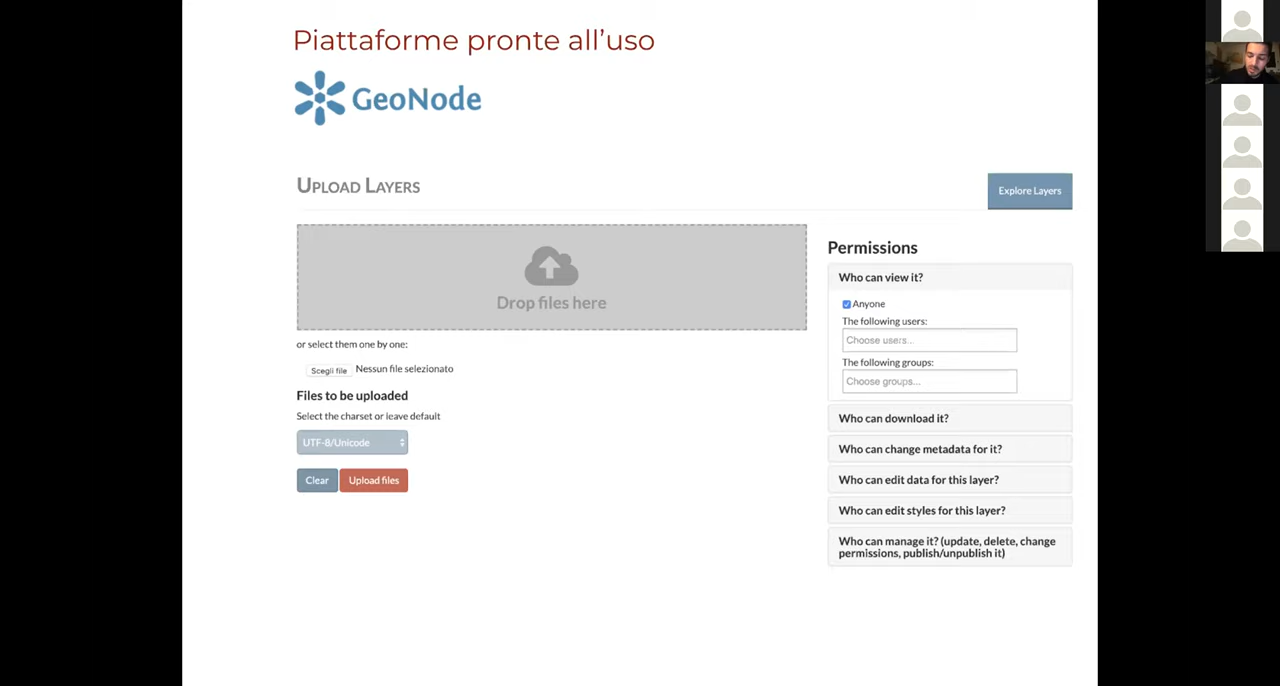 Piattaforme pronte all’uso
GeoNode
UPLOAD LAYERS
Explore Layers
Drop files here
or select them one by one:
Scegli file Nessun file selezionato
Files to be uploaded
Select the charset or leave default
UTF-8/Unicode
Clear Upload files
Permissions
Who can view it?
Anyone
The following users:
Choose users...
The following groups:
Choose groups...
Who can download it?
Who can change metadata for it?
Who can edit data for this layer?
Who can edit styles for this layer?
Who can manage it? (update, delete, change
permissions, publish/unpublish it)